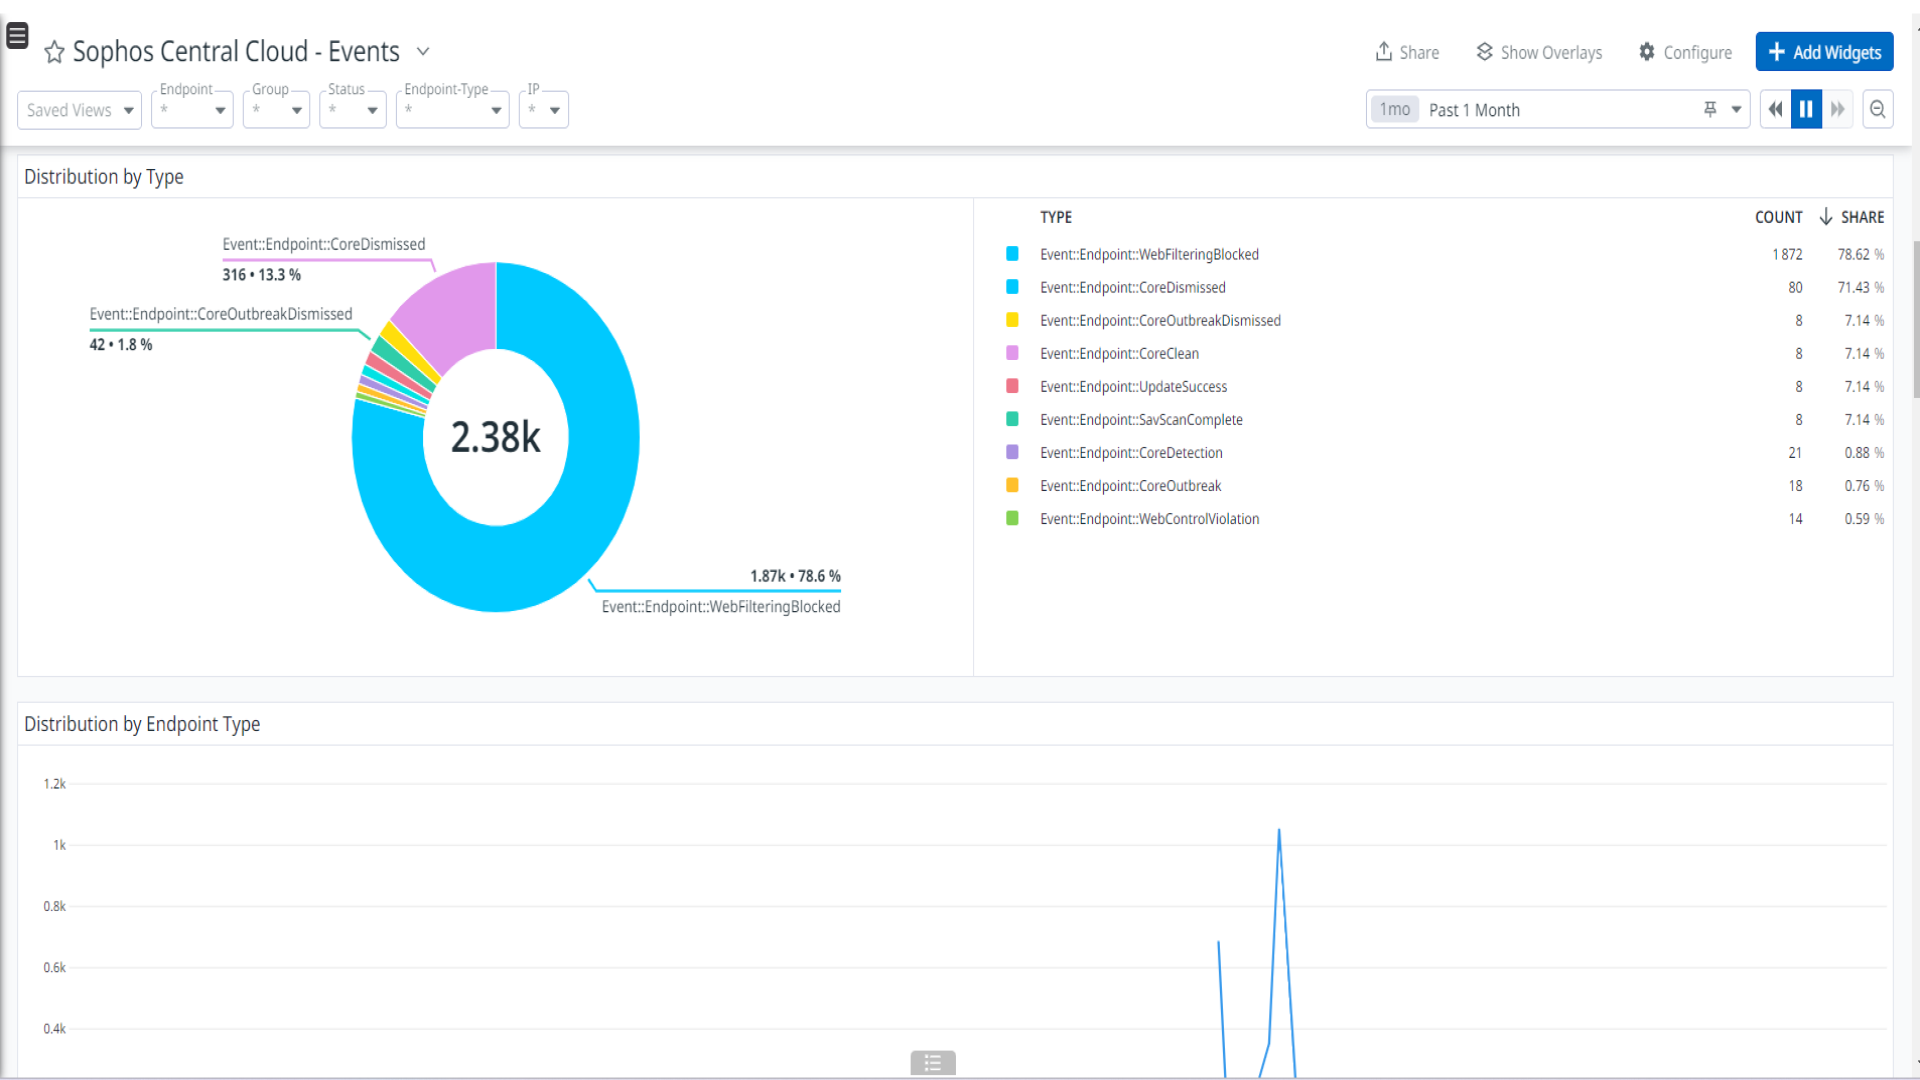 Sophos Central Cloud - Events
Share
Show Overlays
Configure
+ Add Widgets
Saved Views
Endpoint
*
Group
*
Status
*
Endpoint-Type
*
IP
*
1mo Past 1 Month
Distribution by Type
Event::Endpoint::CoreDismissed
316 • 13.3 %
Event::Endpoint::CoreOutbreakDismissed
42 • 1.8 %
2.38k
1.87k • 78.6 %
Event::Endpoint::WebFilteringBlocked
TYPE COUNT SHARE
Event::Endpoint::WebFilteringBlocked 1 872 78.62 %
Event::Endpoint::CoreDismissed 80 71.43 %
Event::Endpoint::CoreOutbreakDismissed 8 7.14 %
Event::Endpoint::CoreClean 8 7.14 %
Event::Endpoint::UpdateSuccess 8 7.14 %
Event::Endpoint::SavScanComplete 8 7.14 %
Event::Endpoint::CoreDetection 21 0.88 %
Event::Endpoint::CoreOutbreak 18 0.76 %
Event::Endpoint::WebControlViolation 14 0.59 %
Distribution by Endpoint Type
1.2k
1k
0.8k
0.6k
0.4k